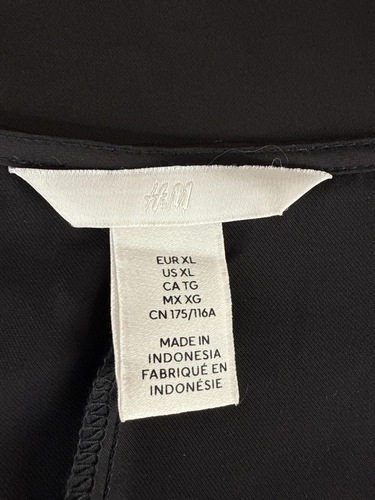 H&M
EUR XL
US XL
CA TG
MX XG
CN 175/116A
MADE IN
INDONESIA
FABRIQUÉ EN
INDONÉSIE